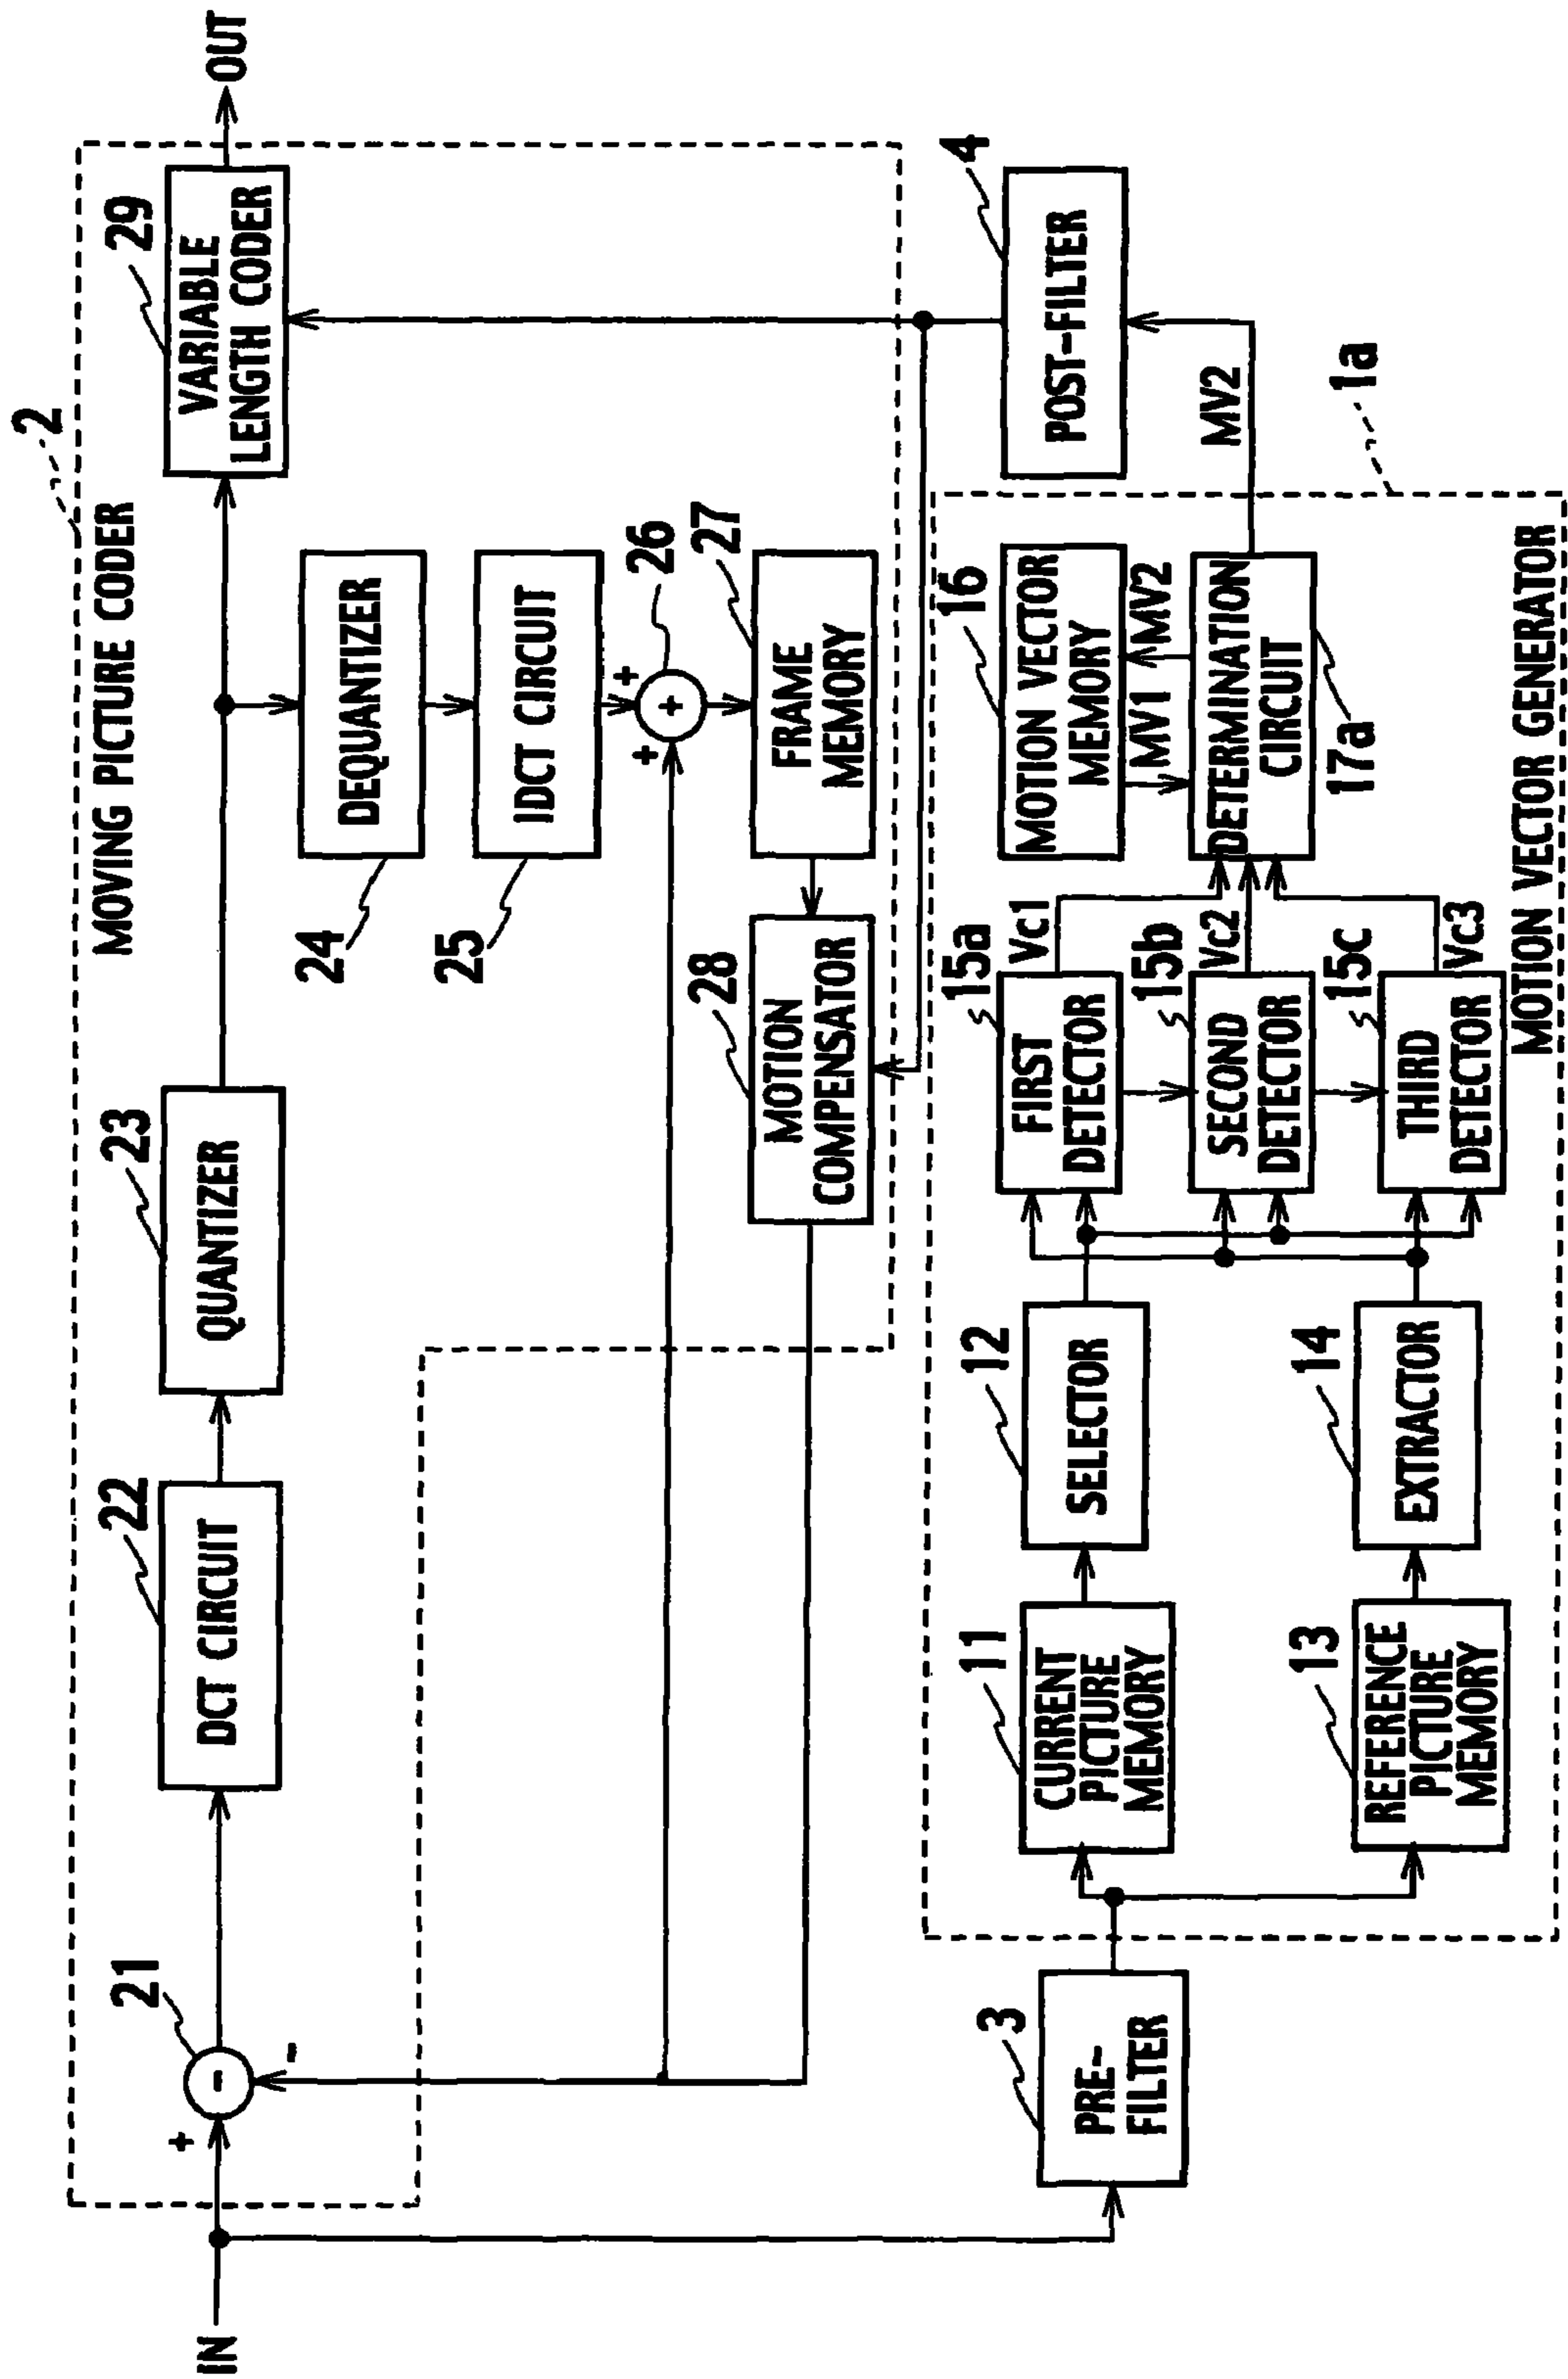 2
MOVING PICTURE CODER
IN
+
-
-
21
22
DCT CIRCUIT
23
QUANTIZER
29
VARIABLE
LENGTH CODER
OUT
24
DEQUANTIZER
25
IDCT CIRCUIT
+
+
+
26
27
FRAME
MEMORY
28
MOTION
COMPENSATOR
3
PRE-
FILTER
11
CURRENT
PICTURE
MEMORY
12
SELECTOR
13
REFERENCE
PICTURE
MEMORY
14
EXTRACTOR
15a
FIRST
DETECTOR
Vc1
15b
SECOND
DETECTOR
Vc2
15c
THIRD
DETECTOR
Vc3
16
MOTION VECTOR
MEMORY
MV1
MV2
DETERMINATION
CIRCUIT
17a
MV2
4
POST-FILTER
1a
MOTION VECTOR GENERATOR